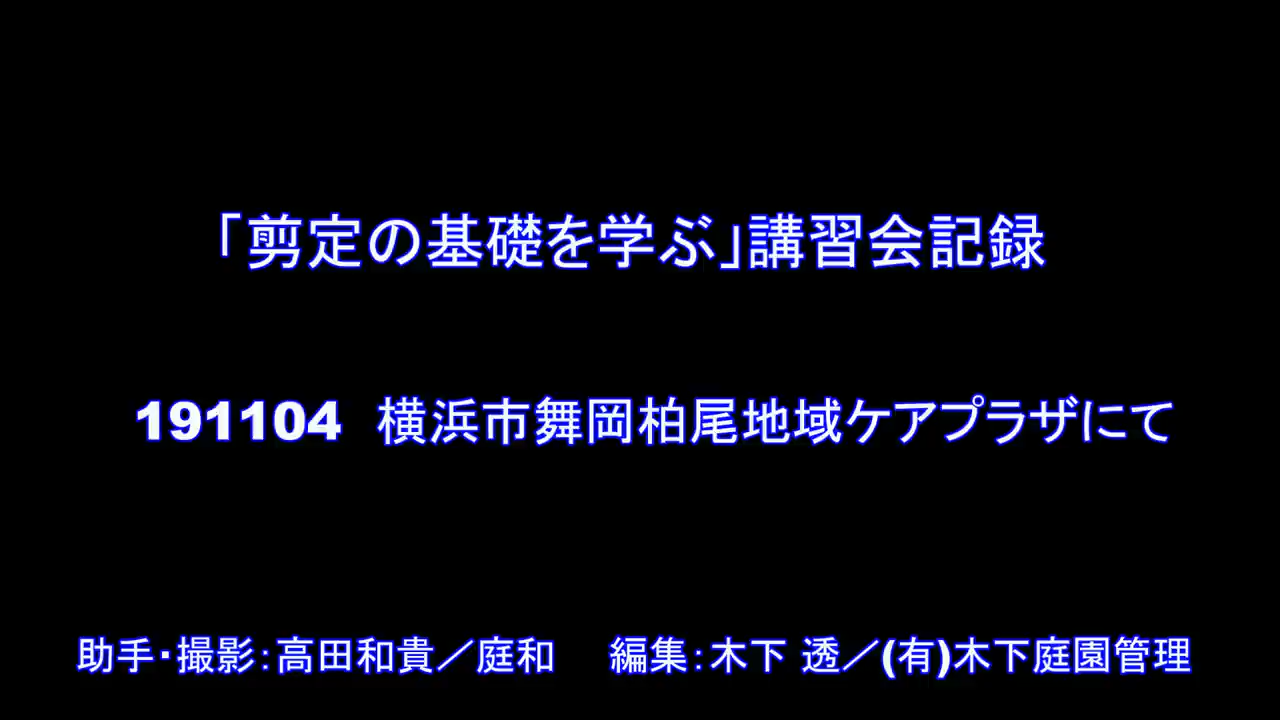 「剪定の基礎を学ぶ」講習会記録
191104　横浜市舞岡柏尾地域ケアプラザにて
助手・撮影：高田和貴／庭和　編集：木下 透／(有)木下庭園管理